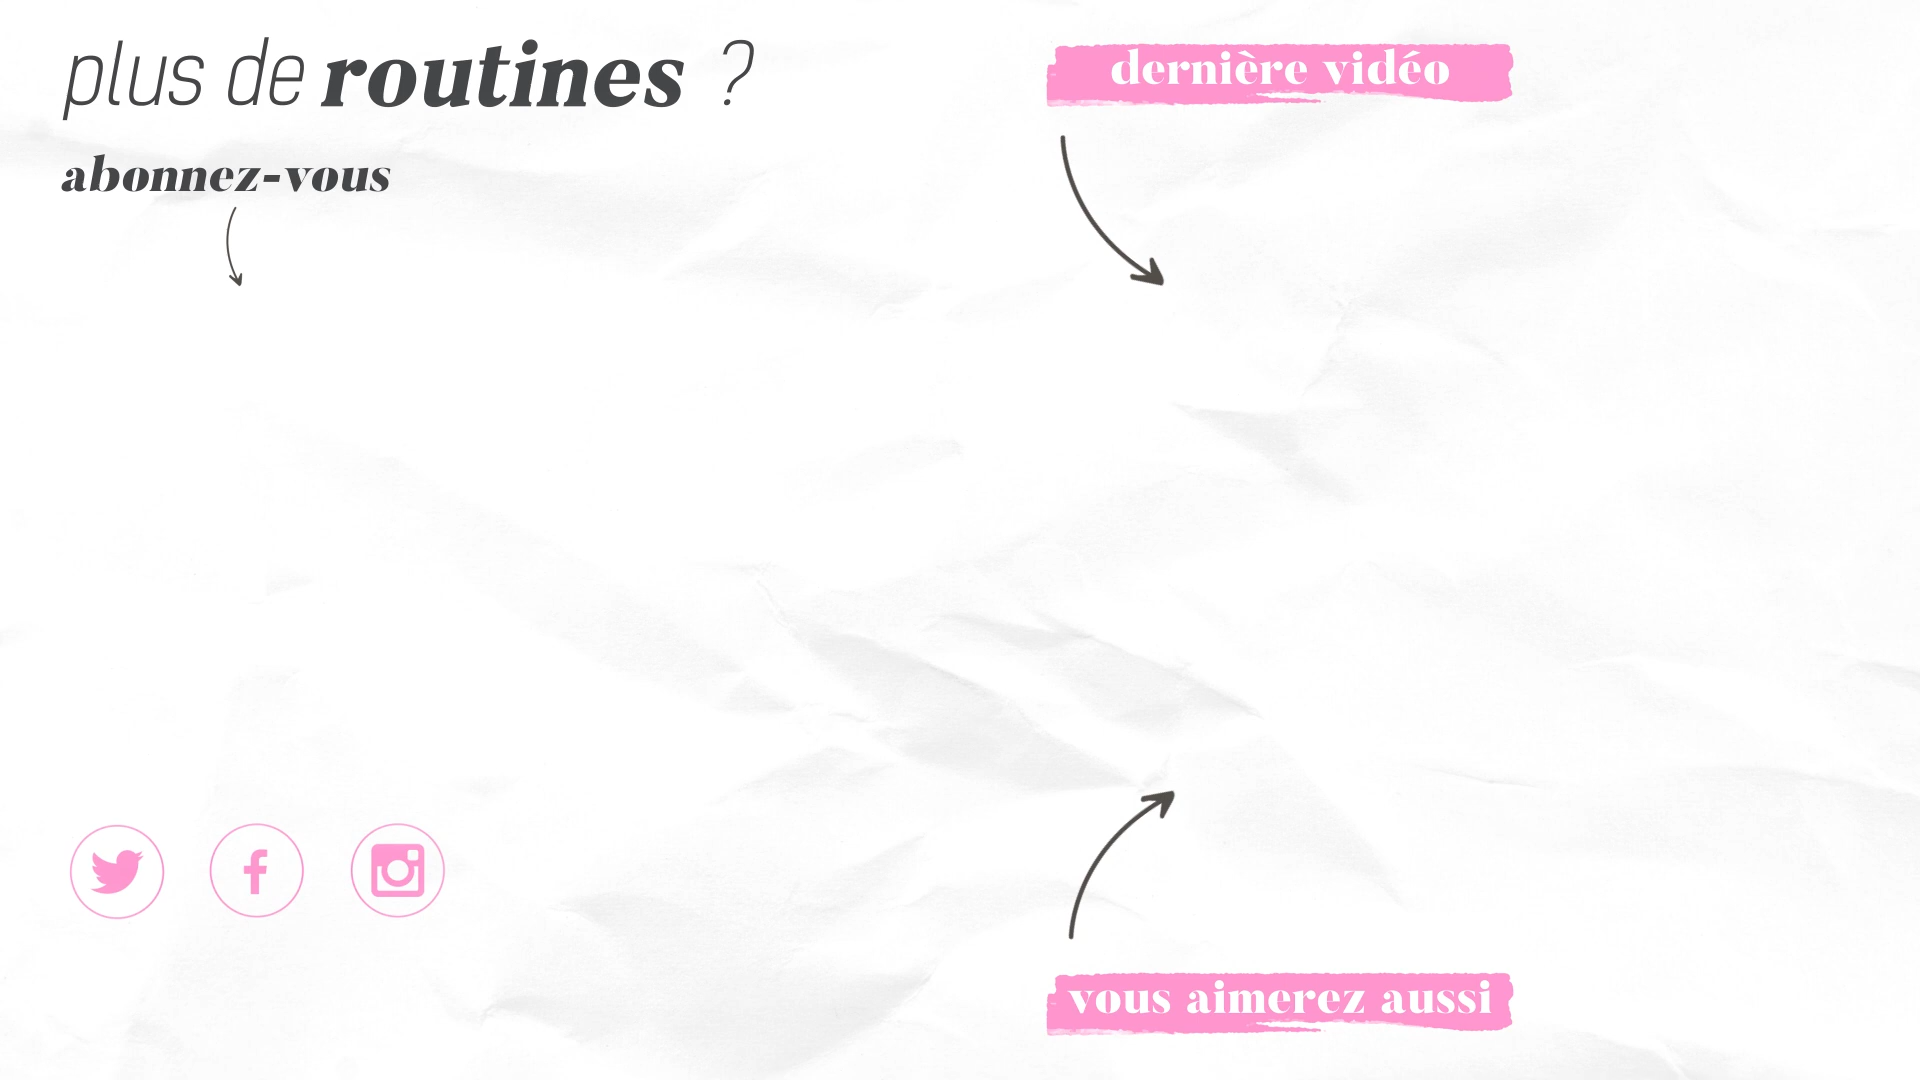 plus de routines ?
abonnez-vous
dernière vidéo
vous aimerez aussi